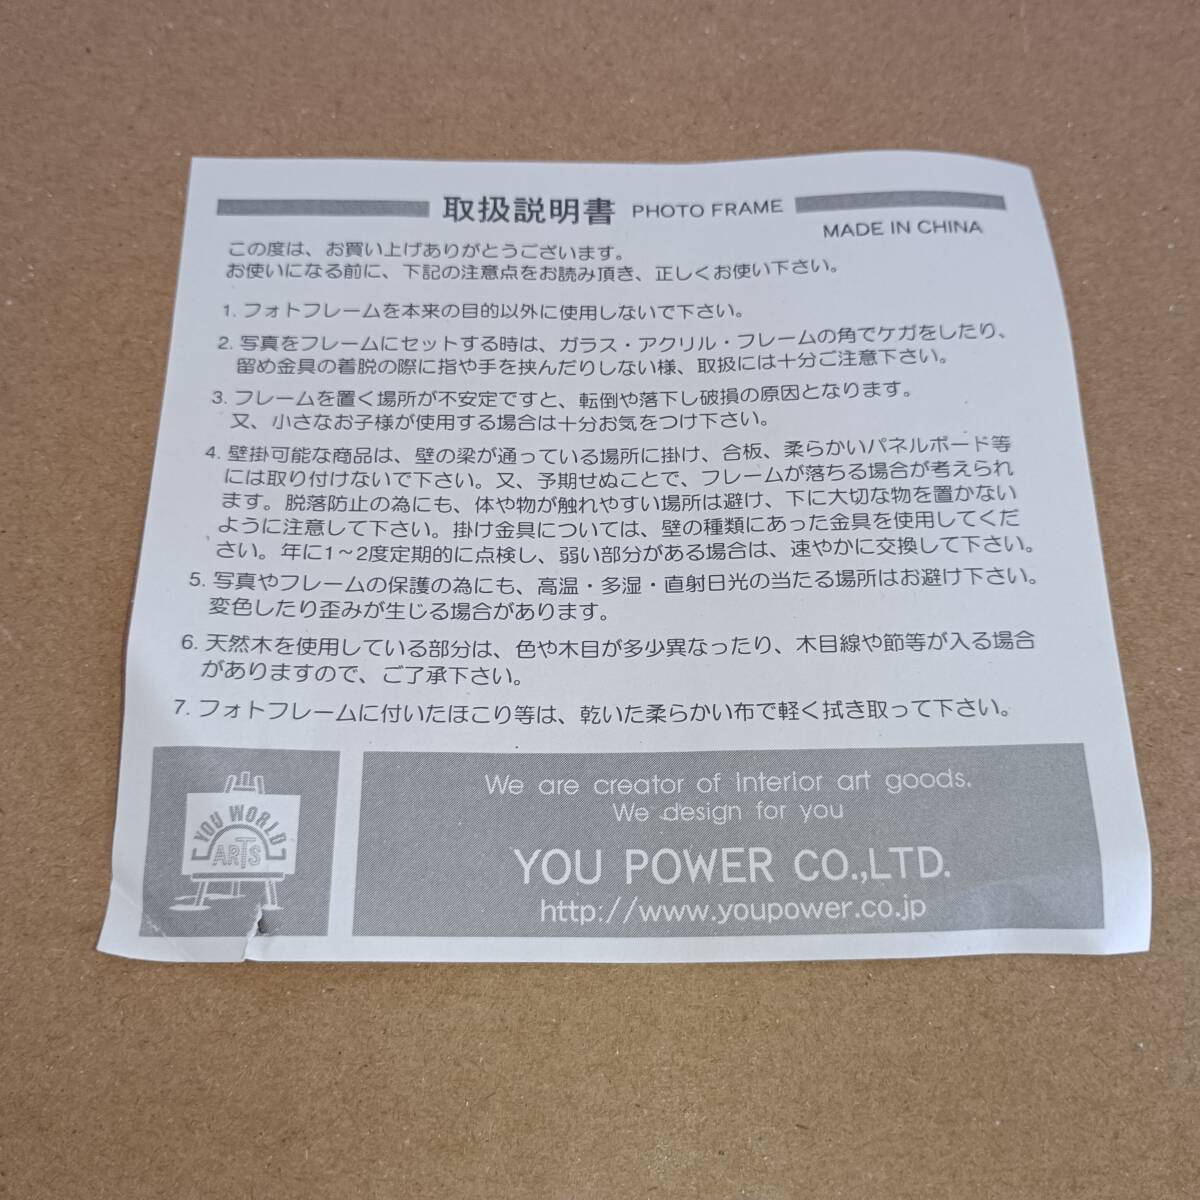 取扱説明書 PHOTO FRAME
MADE IN CHINA
この度は、お買い上げありがとうございます。
お使いになる前に、下記の注意点をお読み頂き、正しくお使い下さい。
1. フォトフレームを本来の目的以外に使用しないで下さい。
2. 写真をフレームにセットする時は、ガラス・アクリル・フレームの角でケガをしたり、
留め金具の着脱の際に指や手を挟んだりしない様、取扱には十分ご注意下さい。
3. フレームを置く場所が不安定ですと、転倒や落下し破損の原因となります。
又、小さなお子様が使用する場合は十分お気をつけ下さい。
4. 壁掛可能な商品は、壁の梁が通っている場所に掛け、合板、柔らかいパネルボード等
には取り付けないで下さい。又、予期せぬことで、フレームが落ちる場合が考えられ
ます。脱落防止の為にも、体や物が触れやすい場所は避け、下に大切な物を置かない
ように注意して下さい。掛け金具については、壁の種類にあった金具を使用してくだ
さい。年に1～2度定期的に点検し、弱い部分がある場合は、速やかに交換して下さい。
5. 写真やフレームの保護の為にも、高温・多湿・直射日光の当たる場所はお避け下さい。
変色したり歪みが生じる場合があります。
6. 天然木を使用している部分は、色や木目が多少異なったり、木目線や節等が入る場合
がありますので、ご了承下さい。
7. フォトフレームに付いたほこり等は、乾いた柔らかい布で軽く拭き取って下さい。
YOU WORLD
ARTS
We are creator of interior art goods.
We design for you
YOU POWER CO.,LTD.
http://www.youpower.co.jp